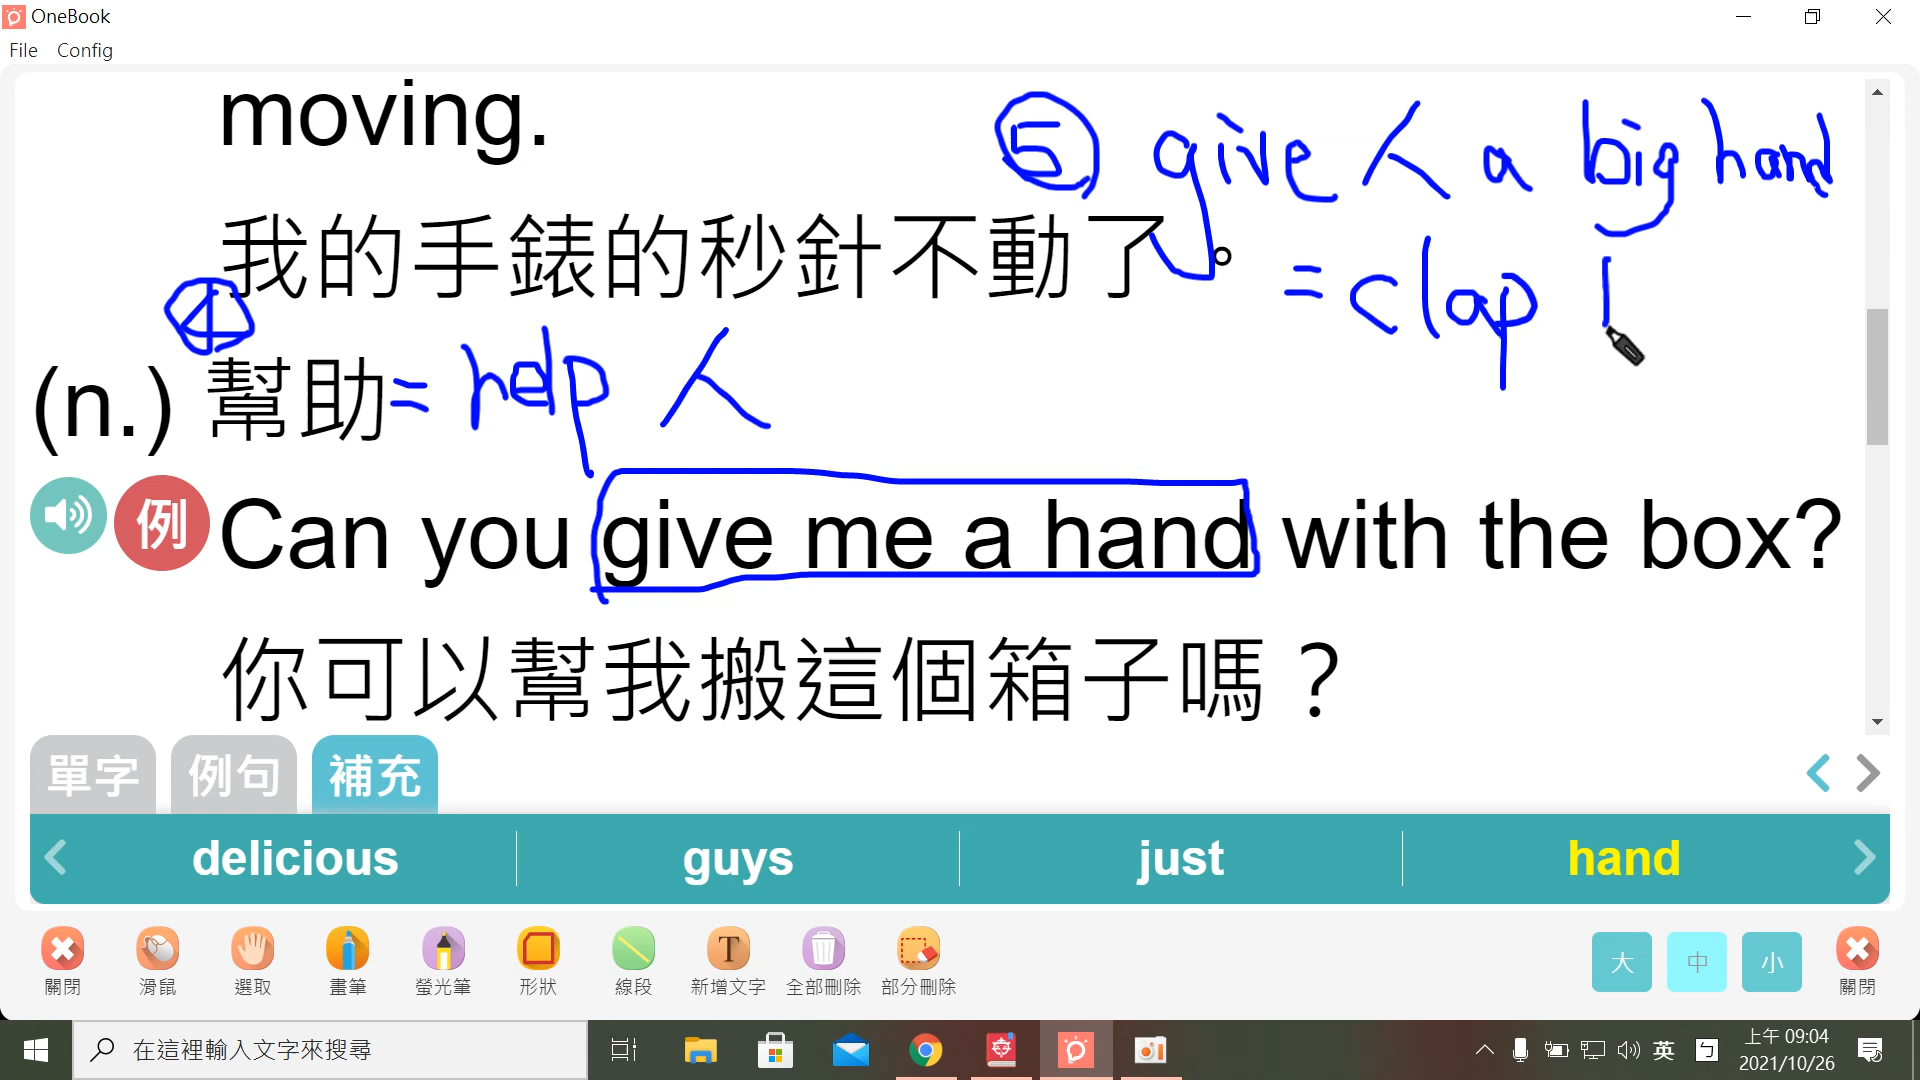 OneBook
File Config
moving.
⑤ give 人 a big hand
我的手錶的秒針不動了。
= clap
④
(n.) 幫助 = help 人
例 Can you give me a hand with the box?
你可以幫我搬這個箱子嗎？
單字 例句 補充
delicious guys just hand
關閉 滑鼠 選取 畫筆 螢光筆 形狀 線段 新增文字 全部刪除 部分刪除 大 中 小 關閉
在這裡輸入文字來搜尋
英 ㄅ 上午 09:04
2021/10/26